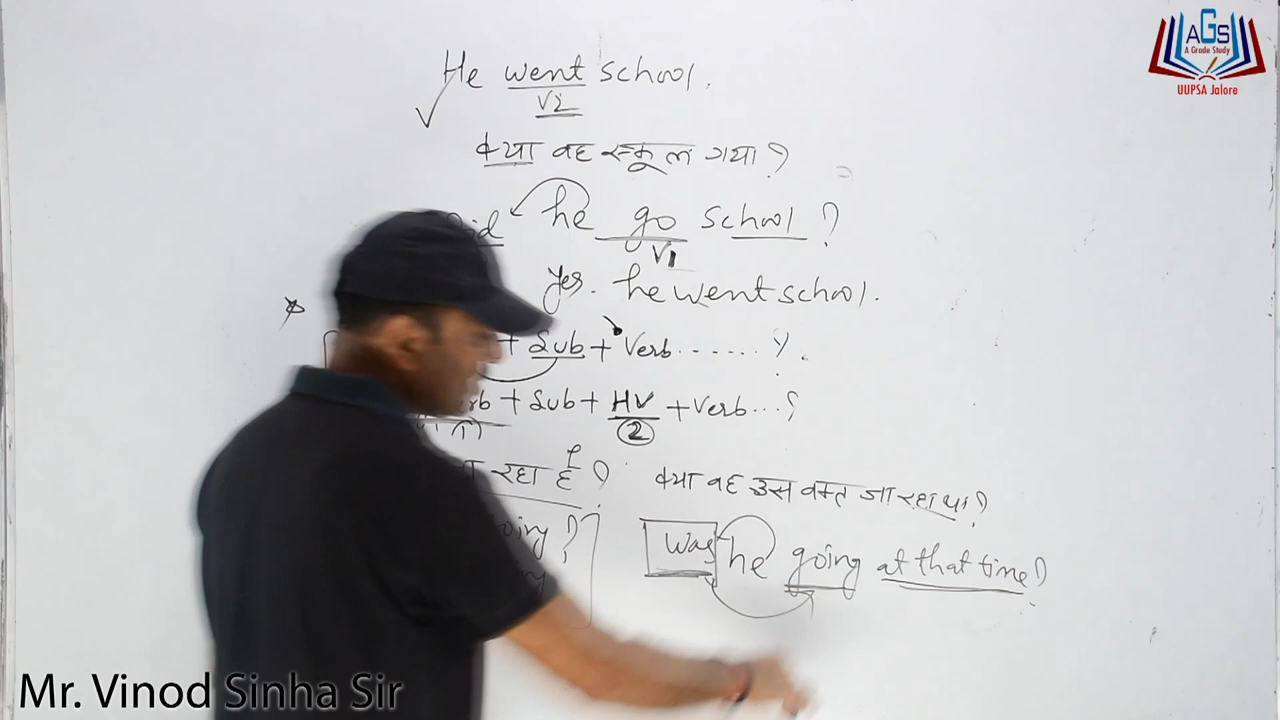 He went school.
V2
क्या वह स्कूल गया?
he go school ?
V1
yes. he went school.
+ Sub + Verb ....... ?
+ Sub + HV + Verb...?
2
रहा है ?
क्या वह उस वक्त जा रहा था?
going ?
Was he going at that time?
AGS
A Grade Study
UUPSA Jalore
Mr. Vinod Sinha Sir